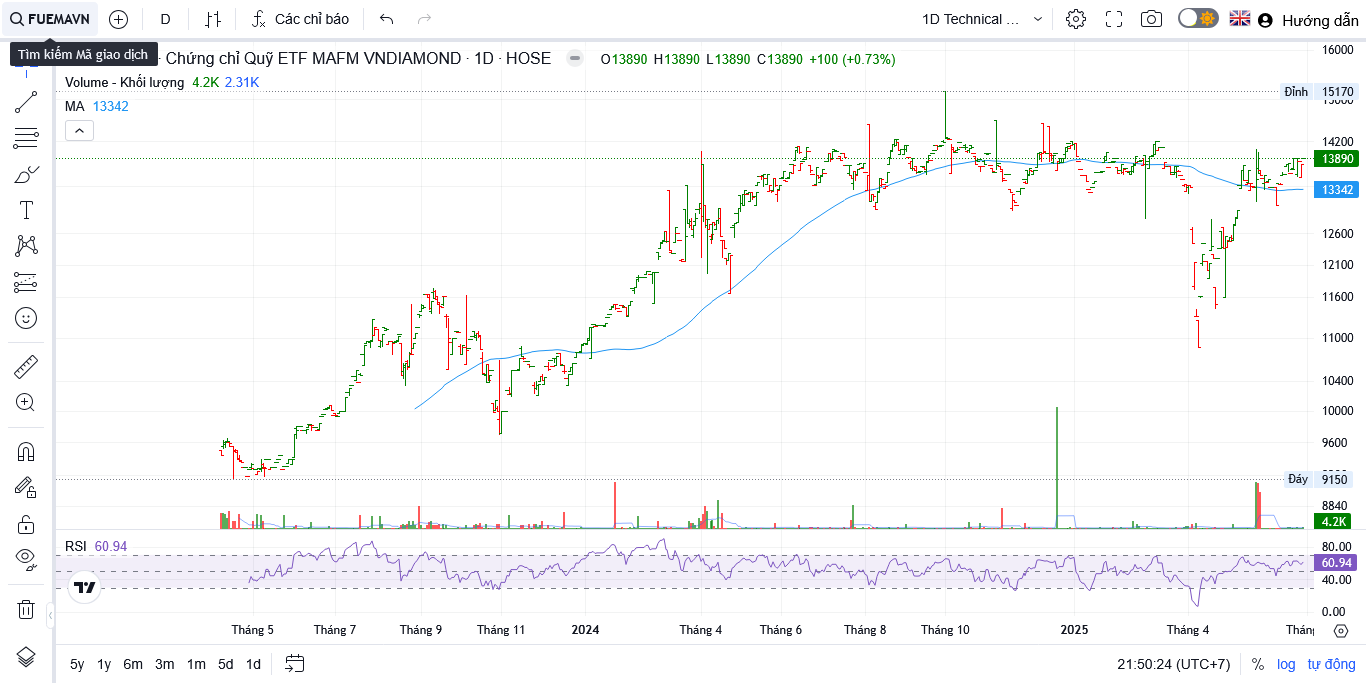 FUEMAVN D Các chỉ báo 1D Technical ... Hướng dẫn
Tìm kiếm Mã giao dịch · Chứng chỉ Quỹ ETF MAFM VNDIAMOND · 1D · HOSE O13890 H13890 L13890 C13890 +100 (+0.73%)
Volume - Khối lượng 4.2K 2.31K
MA 13342
16000
Đỉnh 15170
15000
14200
13890
13342
12600
12100
11600
11000
10400
10000
9600
Đáy 9150
8840
4.2K
RSI 60.94
80.00
60.94
40.00
0.00
Tháng 5 Tháng 7 Tháng 9 Tháng 11 2024 Tháng 4 Tháng 6 Tháng 8 Tháng 10 2025 Tháng 4 Tháng
5y 1y 6m 3m 1m 5d 1d 21:50:24 (UTC+7) % log tự động